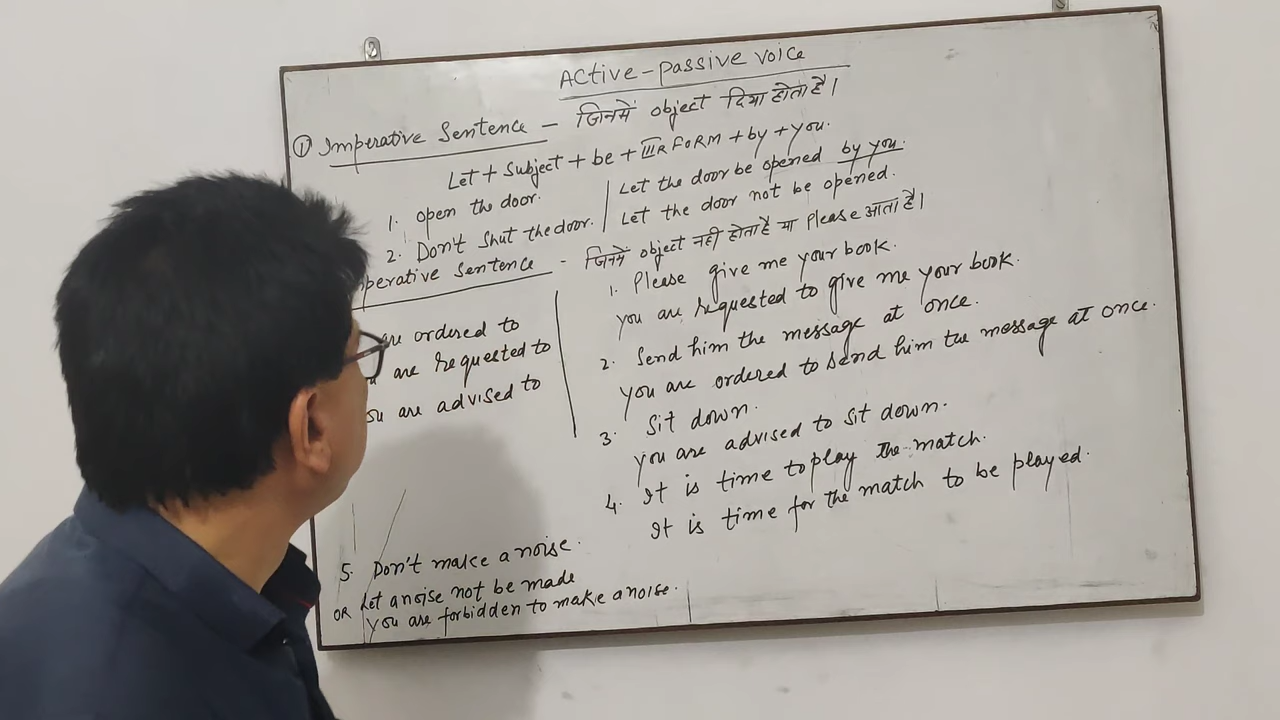 Active-Passive Voice
① Imperative Sentence - जिनमें object दिया होता है।
Let + Subject + be + IIIR FORM + by + you.
1. open the door. | Let the door be opened by you.
2. Don't Shut the door. | Let the door not be opened.
mperative Sentence - जिनमें object नही होता है या Please आता है।
are ordered to
are requested to
ou are advised to
1. Please give me your book.
you are requested to give me your book.
2. Send him the message at once.
you are ordered to send him the message at once.
3. Sit down.
you are advised to sit down.
4. It is time to play the match.
It is time for the match to be played.
5. Don't make a noise.
OR Let a noise not be made
you are forbidden to make a noise.